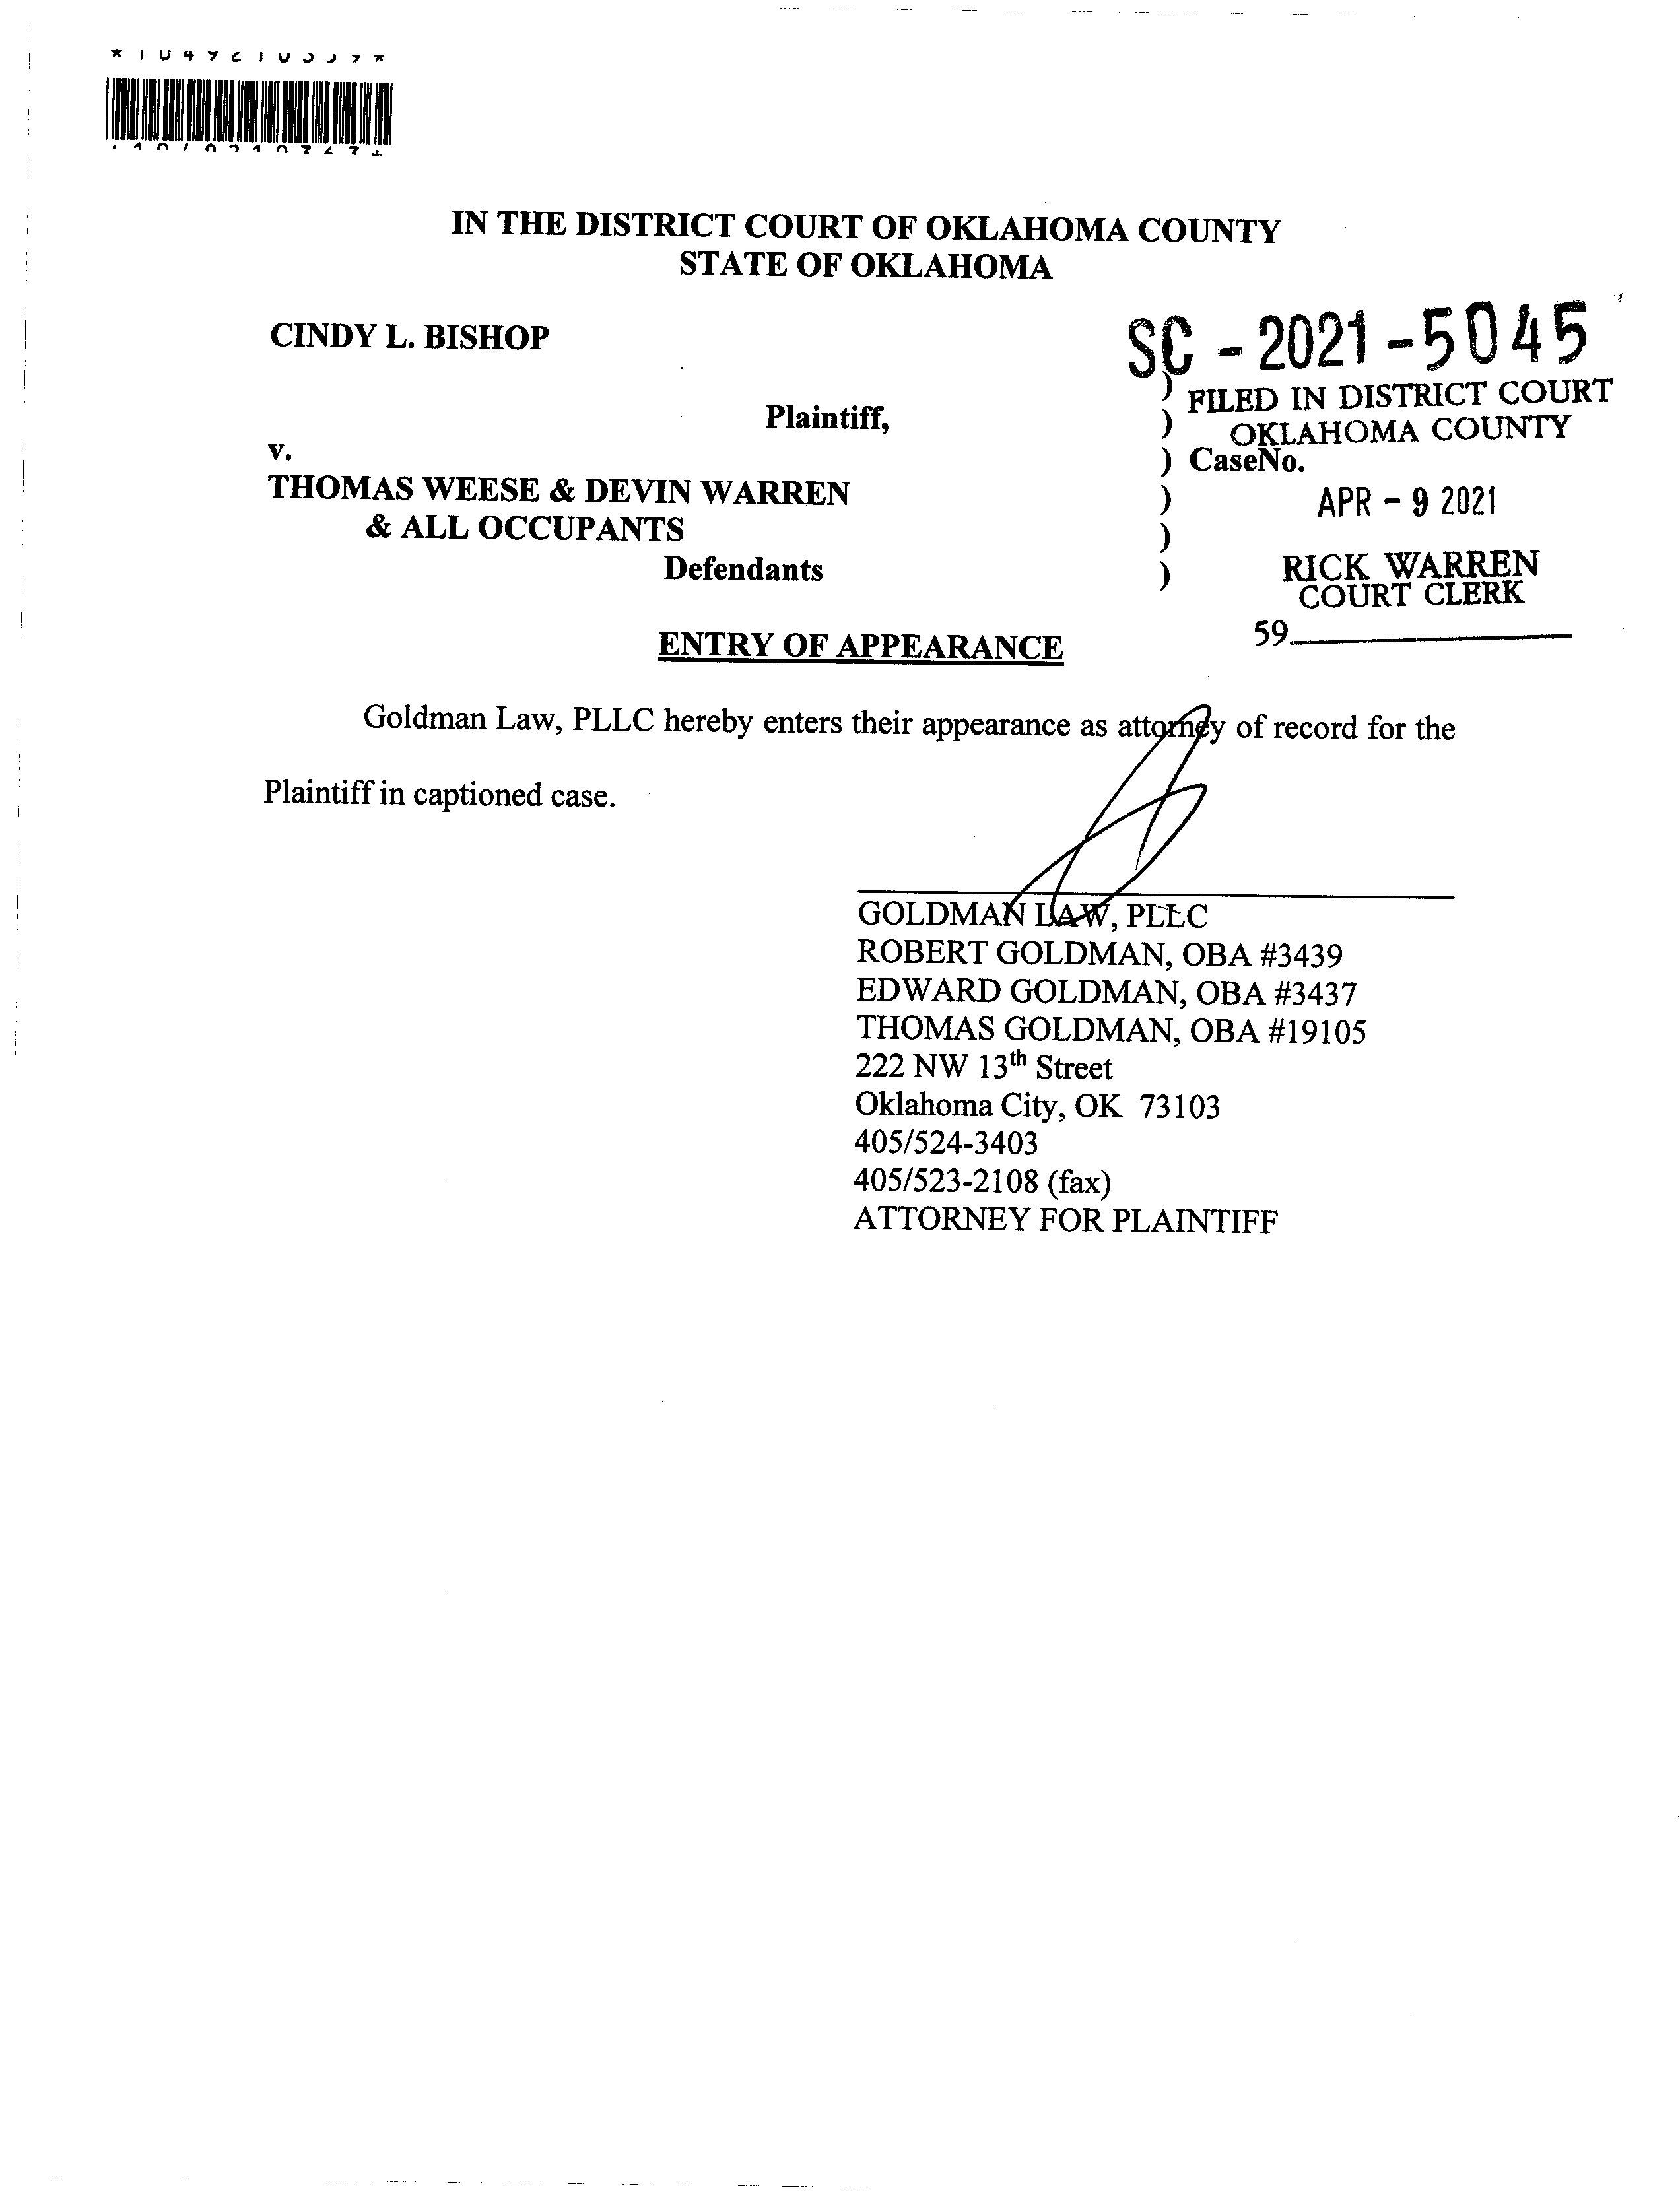 IN THE DISTRICT COURT OF OKLAHOMA COUNTY
STATE OF OKLAHOMA
CINDY L. BISHOP
SC - 2021 - 5045
) FILED IN DISTRICT COURT
Plaintiff,
) OKLAHOMA COUNTY
v.
) CaseNo.
THOMAS WEESE & DEVIN WARREN
) APR - 9 2021
& ALL OCCUPANTS
)
Defendants
) RICK WARREN
COURT CLERK
59
ENTRY OF APPEARANCE
Goldman Law, PLLC hereby enters their appearance as attorney of record for the
Plaintiff in captioned case.
GOLDMAN LAW, PLLC
ROBERT GOLDMAN, OBA #3439
EDWARD GOLDMAN, OBA #3437
THOMAS GOLDMAN, OBA #19105
222 NW 13th Street
Oklahoma City, OK 73103
405/524-3403
405/523-2108 (fax)
ATTORNEY FOR PLAINTIFF